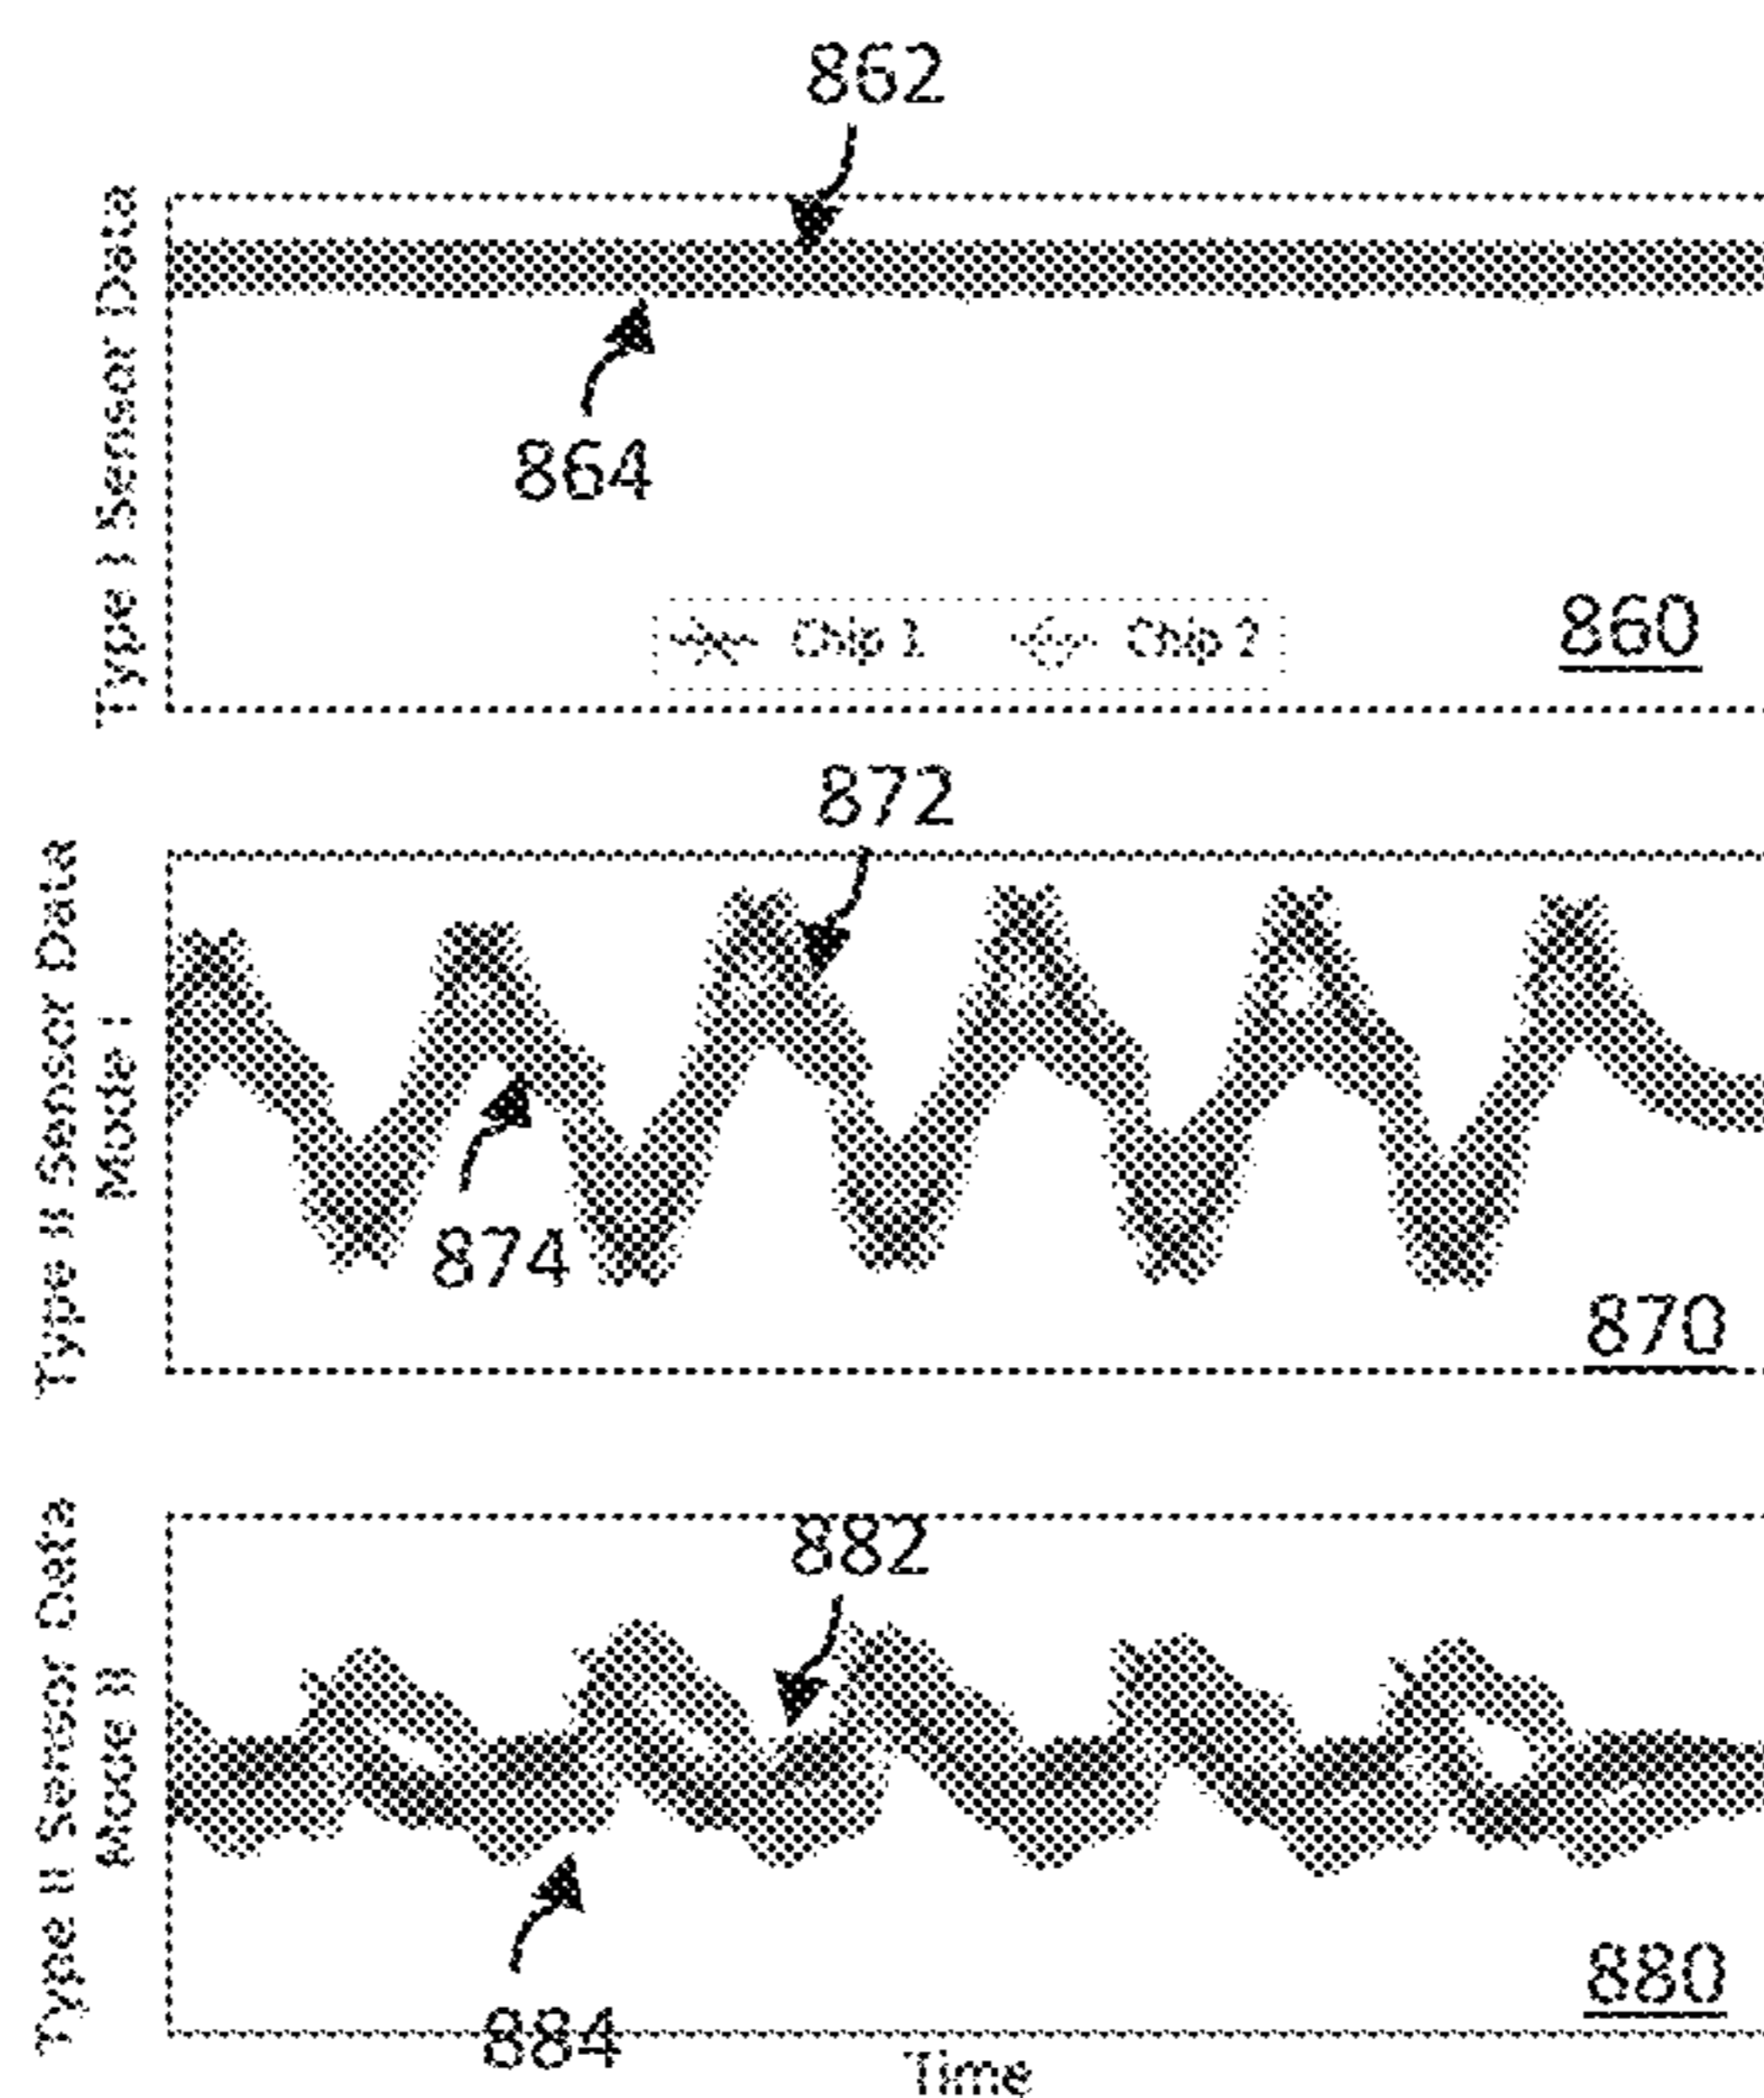 862
Type I Sensor Data
864
Chip 1 Chip 2
860
872
Type II Sensor Data
Mode I
874
870
Type II Sensor Data
Mode II
882
884
880
Time